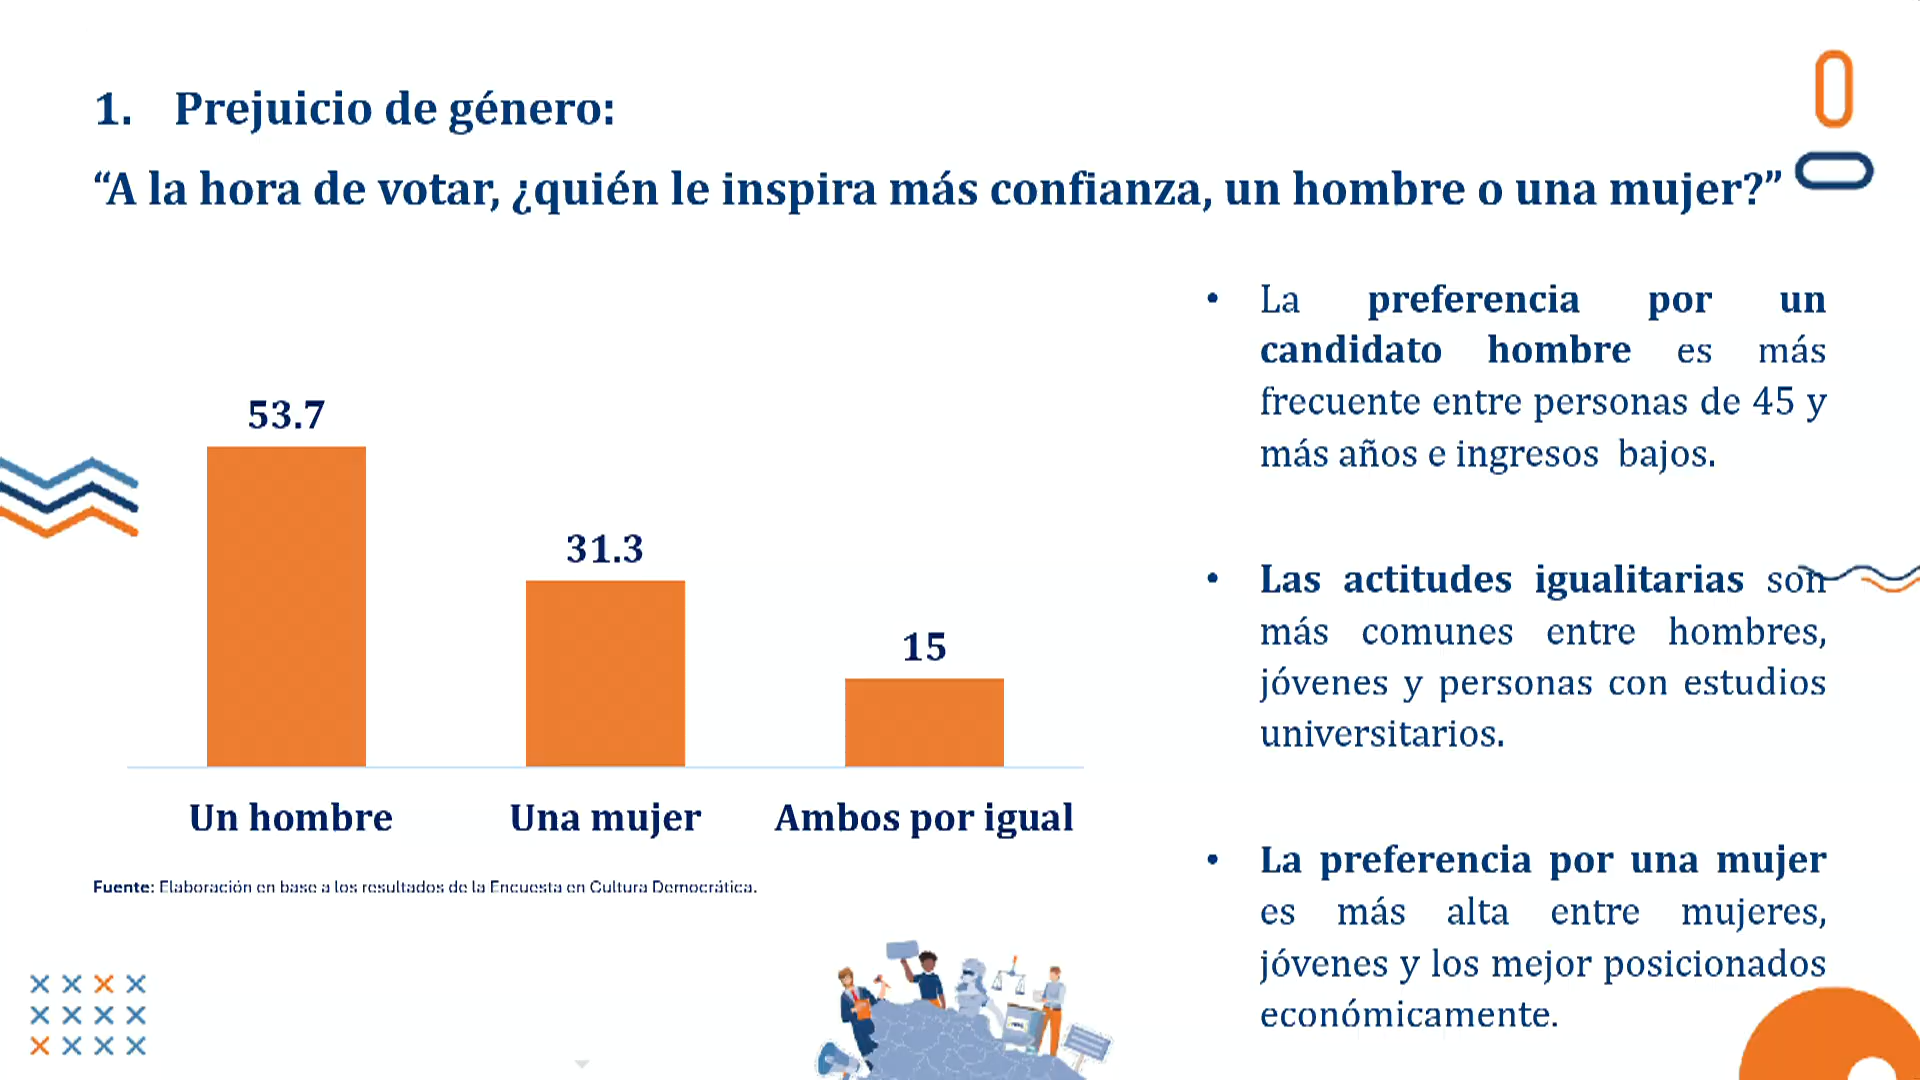 1. Prejuicio de género:
“A la hora de votar, ¿quién le inspira más confianza, un hombre o una mujer?”
53.7
31.3
15
Un hombre
Una mujer
Ambos por igual
Fuente: Elaboración en base a los resultados de la Encuesta en Cultura Democrática.
• La preferencia por un
candidato hombre es más
frecuente entre personas de 45 y
más años e ingresos bajos.
• Las actitudes igualitarias son
más comunes entre hombres,
jóvenes y personas con estudios
universitarios.
• La preferencia por una mujer
es más alta entre mujeres,
jóvenes y los mejor posicionados
económicamente.